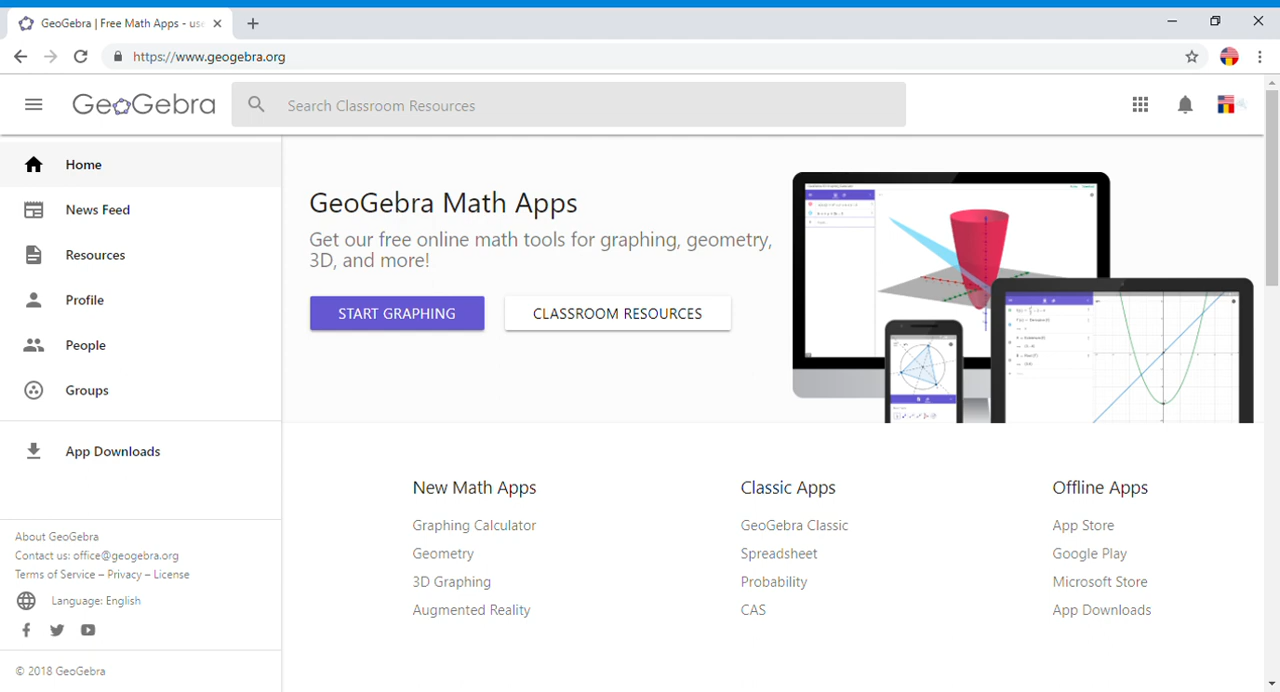 GeoGebra | Free Math Apps - use
https://www.geogebra.org
GeoGebra
Search Classroom Resources
Home
News Feed
Resources
Profile
People
Groups
App Downloads
About GeoGebra
Contact us: office@geogebra.org
Terms of Service – Privacy – License
Language: English
© 2018 GeoGebra
GeoGebra Math Apps
Get our free online math tools for graphing, geometry,
3D, and more!
START GRAPHING
CLASSROOM RESOURCES
New Math Apps
Graphing Calculator
Geometry
3D Graphing
Augmented Reality
Classic Apps
GeoGebra Classic
Spreadsheet
Probability
CAS
Offline Apps
App Store
Google Play
Microsoft Store
App Downloads